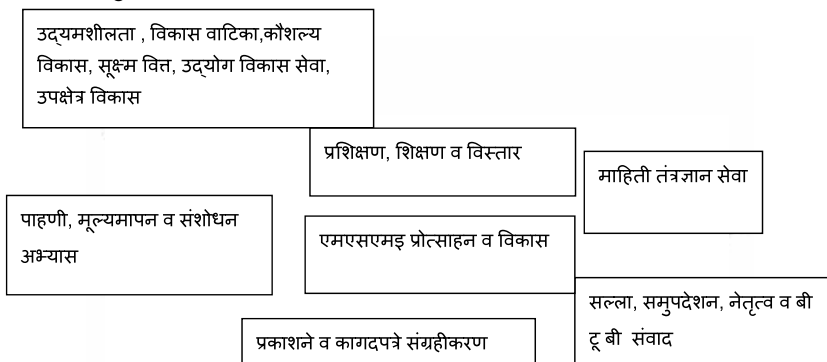 उद्यमशीलता , विकास वाटिका,कौशल्य
विकास, सूक्ष्म वित्त, उद्योग विकास सेवा,
उपक्षेत्र विकास
प्रशिक्षण, शिक्षण व विस्तार
माहिती तंत्रज्ञान सेवा
पाहणी, मूल्यमापन व संशोधन
अभ्यास
एमएसएमइ प्रोत्साहन व विकास
सल्ला, समुपदेशन, नेतृत्व व बी
टू बी संवाद
प्रकाशने व कागदपत्रे संग्रहीकरण